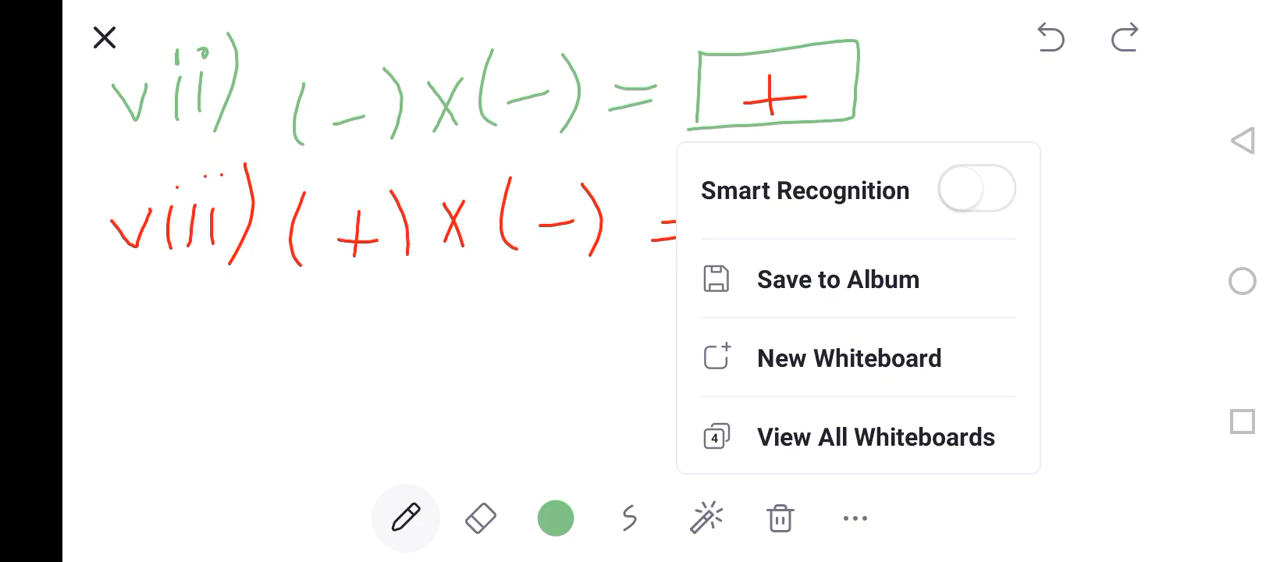 vii) (-) x (-) = +
viii) (+) x (-) =
Smart Recognition
Save to Album
New Whiteboard
4 View All Whiteboards